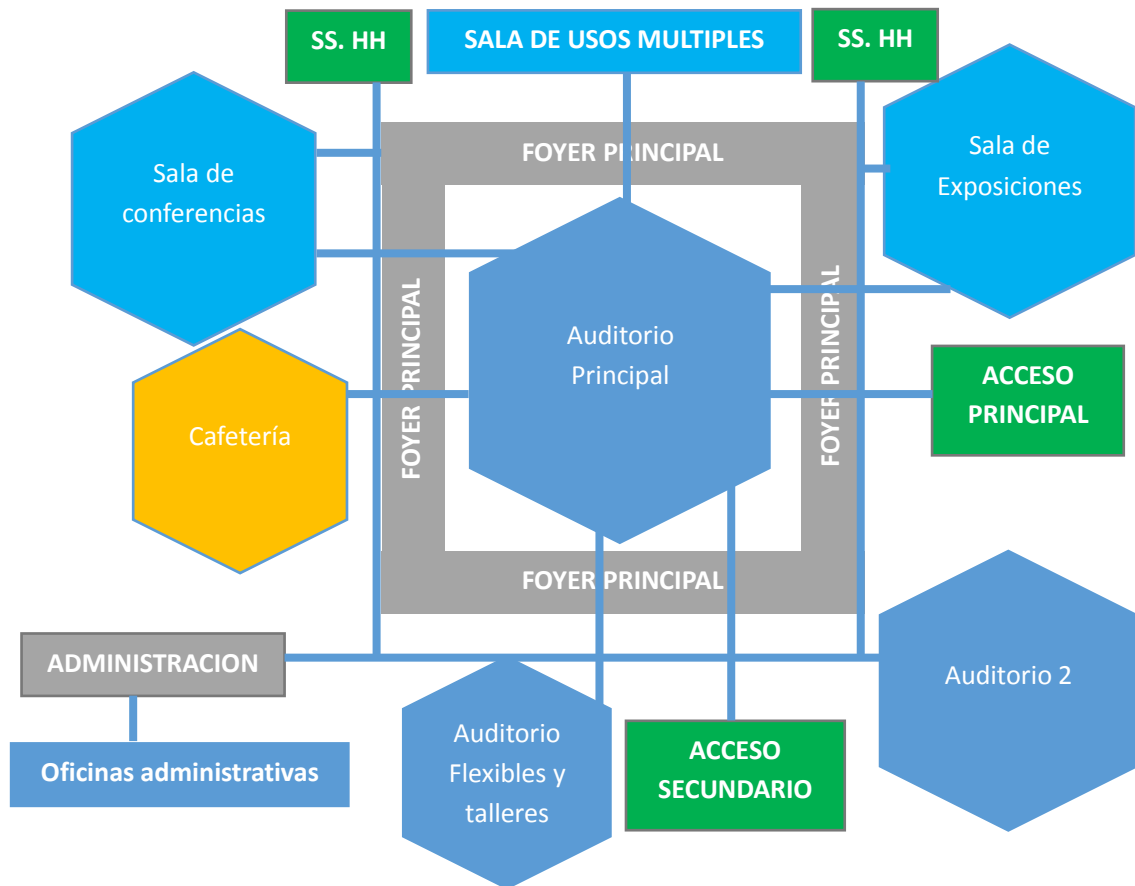 SS. HH
SALA DE USOS MULTIPLES
SS. HH
FOYER PRINCIPAL
Sala de
conferencias
Sala de
Exposiciones
FOYER PRINCIPAL
Auditorio
Principal
FOYER PRINCIPAL
ACCESO
PRINCIPAL
Cafetería
FOYER PRINCIPAL
ADMINISTRACION
Auditorio 2
Oficinas administrativas
Auditorio
Flexibles y
talleres
ACCESO
SECUNDARIO